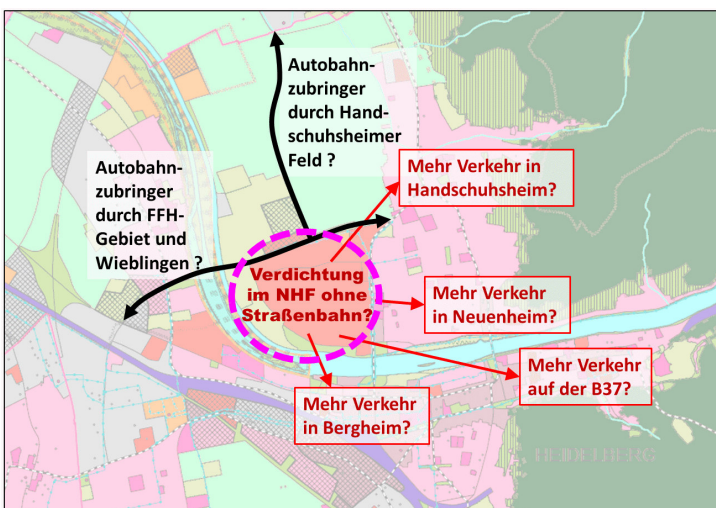 Autobahn-
zubringer
durch Hand-
schuhsheimer
Feld ?
Autobahn-
zubringer
durch FFH-
Gebiet und
Wieblingen ?
Mehr Verkehr in
Handschuhsheim?
Verdichtung
im NHF ohne
Straßenbahn?
Mehr Verkehr
in Neuenheim?
Mehr Verkehr
auf der B37?
Mehr Verkehr
in Bergheim?
HEIDELBERG